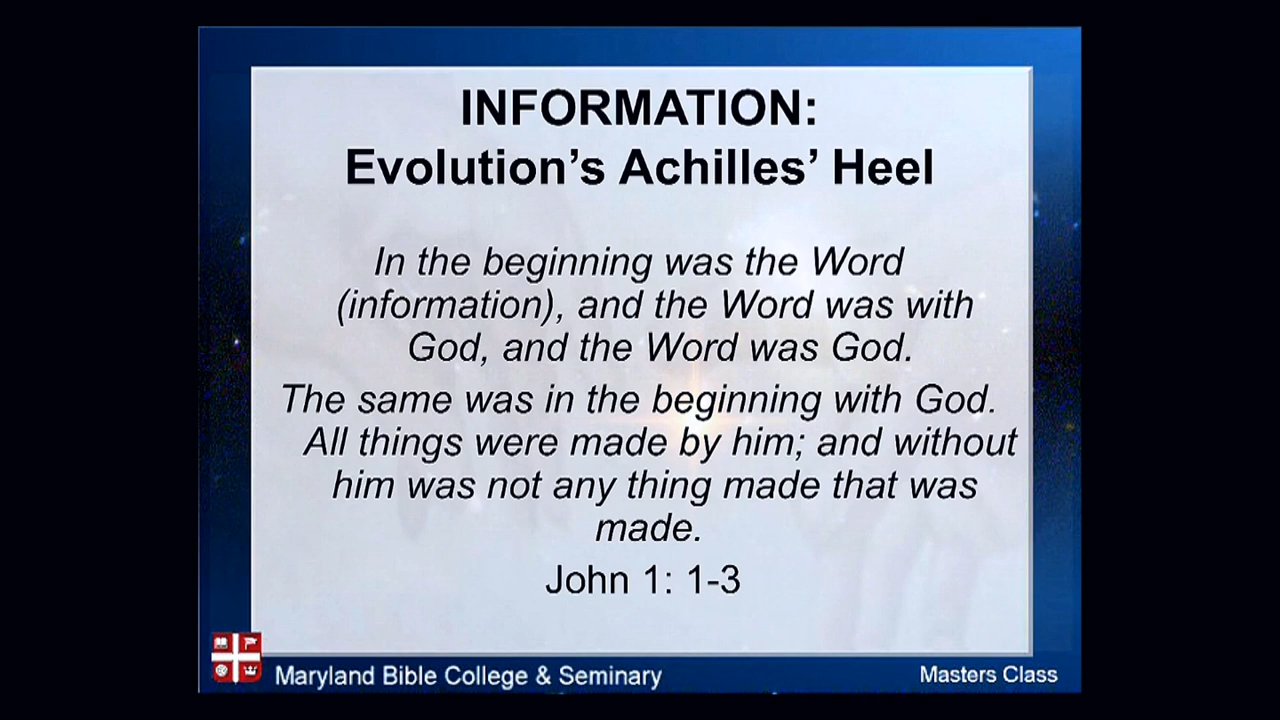 INFORMATION:
Evolution’s Achilles’ Heel
In the beginning was the Word
(information), and the Word was with
God, and the Word was God.
The same was in the beginning with God.
All things were made by him; and without
him was not any thing made that was
made.
John 1: 1-3
Maryland Bible College & Seminary
Masters Class